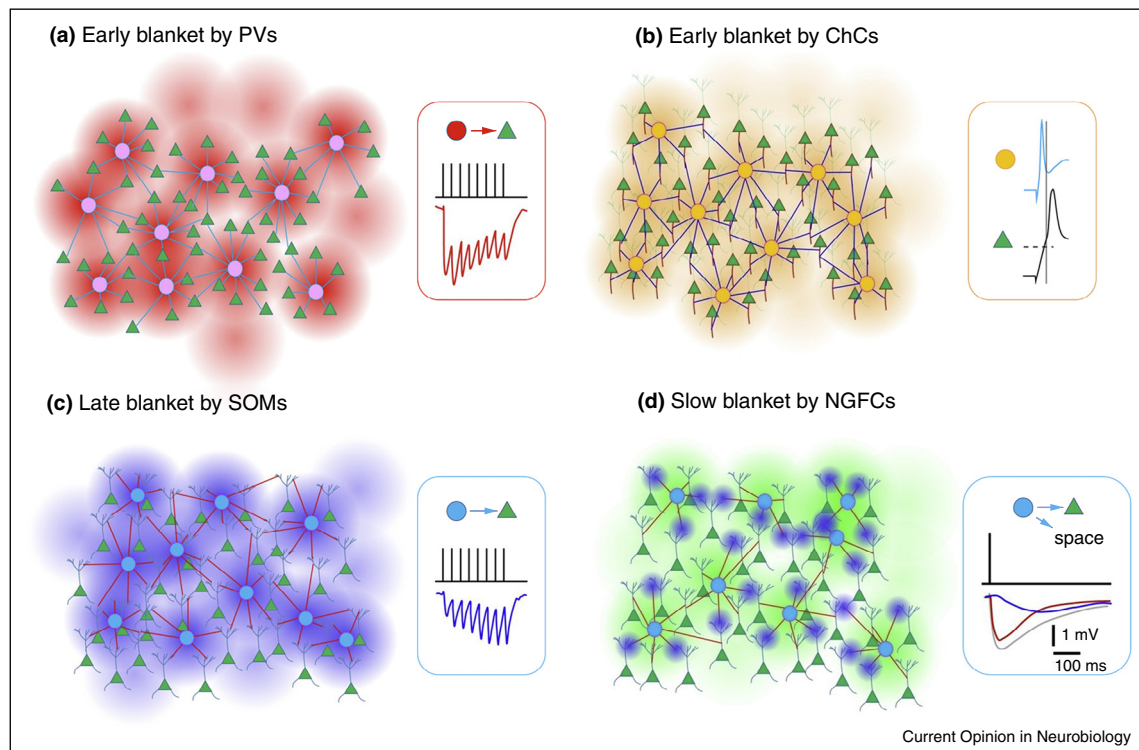 (a) Early blanket by PVs
(b) Early blanket by ChCs
(c) Late blanket by SOMs
(d) Slow blanket by NGFCs
space
1 mV
100 ms
Current Opinion in Neurobiology